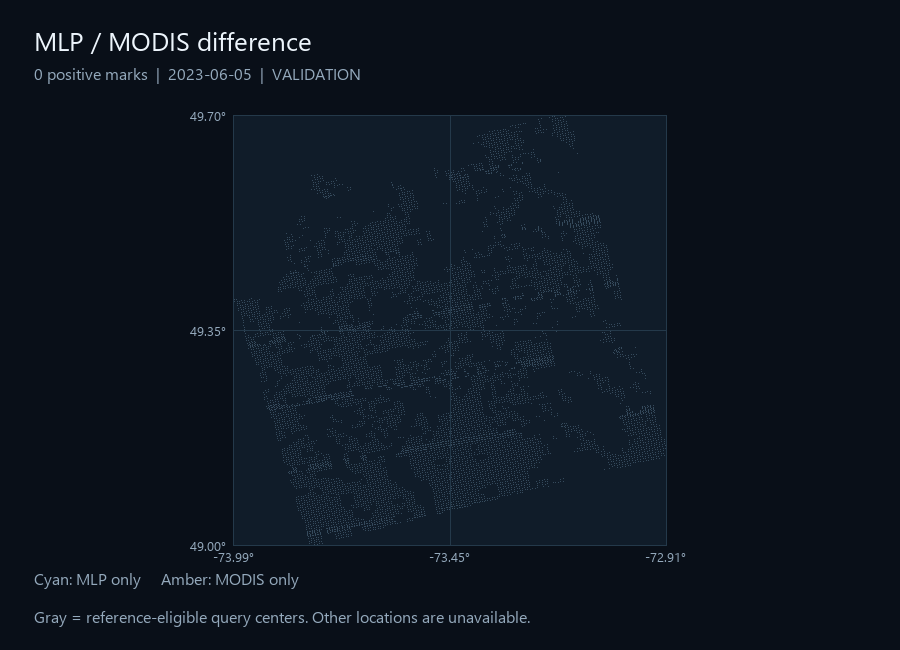 MLP / MODIS difference
0 positive marks | 2023-06-05 | VALIDATION
49.70°
49.35°
49.00°
-73.99° -73.45° -72.91°
Cyan: MLP only Amber: MODIS only
Gray = reference-eligible query centers. Other locations are unavailable.